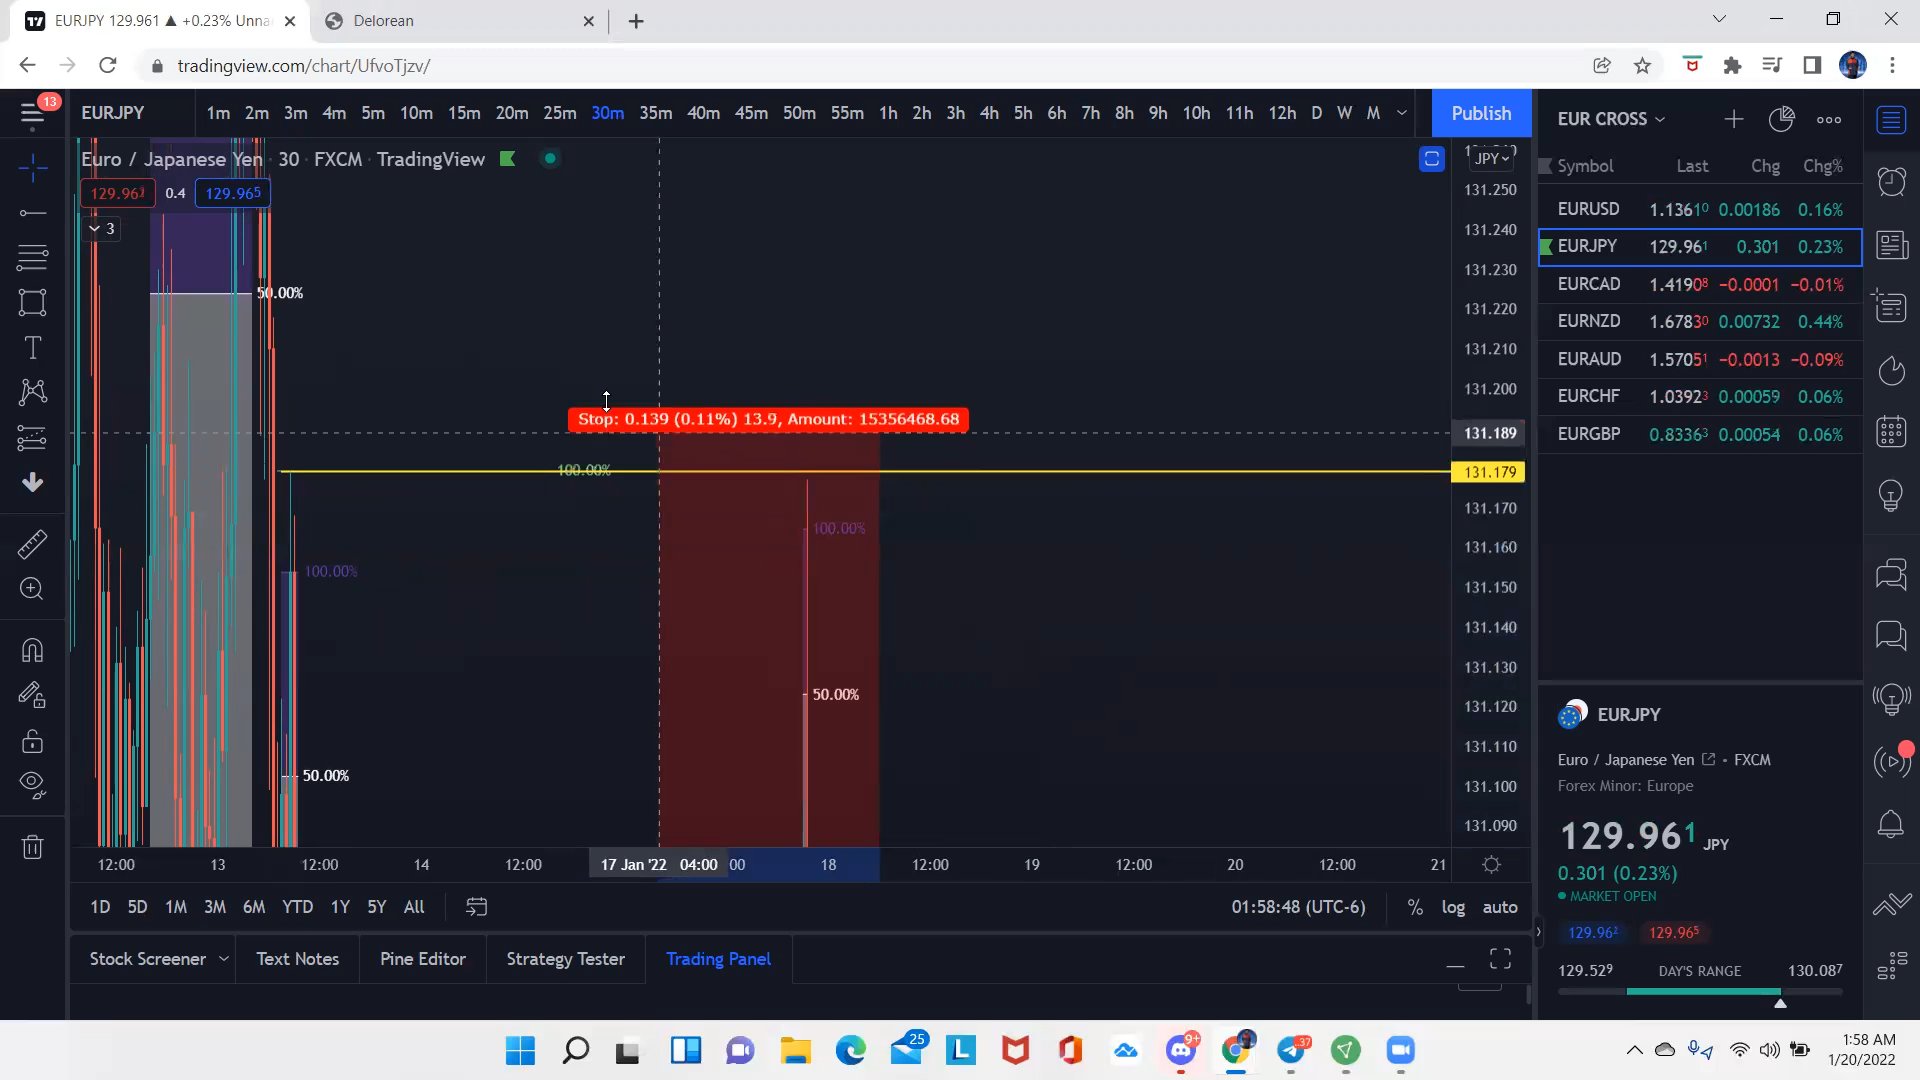 EURJPY 129.961 ▲ +0.23% Unna
Delorean
tradingview.com/chart/UfvoTjzv/
13
EURJPY
1m 2m 3m 4m 5m 10m 15m 20m 25m 30m 35m 40m 45m 50m 55m 1h 2h 3h 4h 5h 6h 7h 8h 9h 10h 11h 12h D W M
Publish
Euro / Japanese Yen · 30 · FXCM · TradingView
129.961 0.4 129.965
3
JPY
50.00%
Stop: 0.139 (0.11%) 13.9, Amount: 15356468.68
100.00%
100.00%
100.00%
50.00%
50.00%
131.250
131.240
131.230
131.220
131.210
131.200
131.189
131.179
131.170
131.160
131.150
131.140
131.130
131.120
131.110
131.100
131.090
12:00 13 12:00 14 12:00 17 Jan '22 04:00 :00 18 12:00 19 12:00 20 12:00 21
1D 5D 1M 3M 6M YTD 1Y 5Y All
01:58:48 (UTC-6) % log auto
Stock Screener Text Notes Pine Editor Strategy Tester Trading Panel
EUR CROSS
Symbol Last Chg Chg%
EURUSD 1.13610 0.00186 0.16%
EURJPY 129.961 0.301 0.23%
EURCAD 1.41908 −0.0001 −0.01%
EURNZD 1.67830 0.00732 0.44%
EURAUD 1.57051 −0.0013 −0.09%
EURCHF 1.03923 0.00059 0.06%
EURGBP 0.83363 0.00054 0.06%
EURJPY
Euro / Japanese Yen · FXCM
Forex Minor: Europe
129.961 JPY
0.301 (0.23%)
MARKET OPEN
129.962 129.965
129.529 DAY'S RANGE 130.087
25
L
9+
37
1:58 AM
1/20/2022